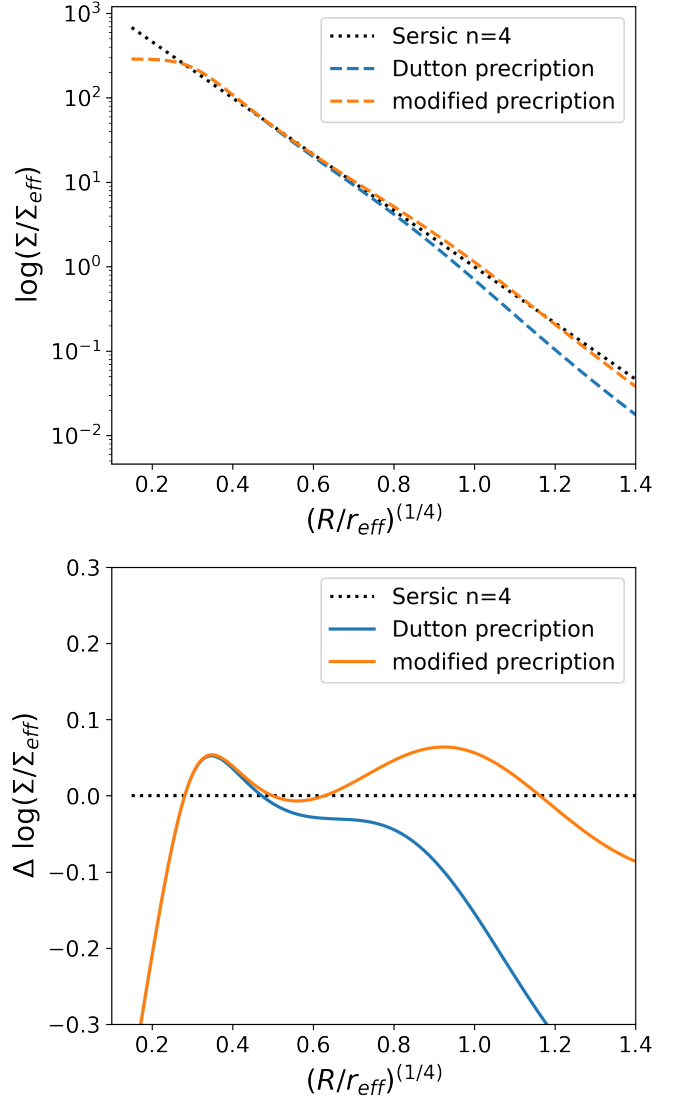 10³
10²
10¹
10⁰
10⁻¹
10⁻²
log(Σ/Σ_eff)
Sersic n=4
Dutton precription
modified precription
0.2 0.4 0.6 0.8 1.0 1.2 1.4
(R/r_eff)^(1/4)
0.3
0.2
0.1
0.0
−0.1
−0.2
−0.3
Δ log(Σ/Σ_eff)
Sersic n=4
Dutton precription
modified precription
0.2 0.4 0.6 0.8 1.0 1.2 1.4
(R/r_eff)^(1/4)